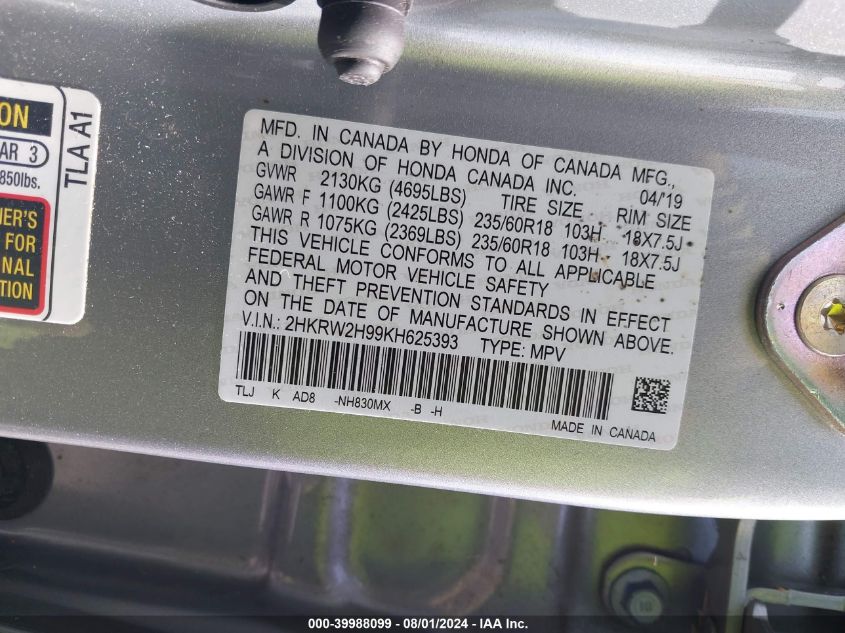 ON
AR 3
850lbs.
TLA A1
ER'S
FOR
NAL
TION
MFD. IN CANADA BY HONDA OF CANADA MFG.,
A DIVISION OF HONDA CANADA INC. 04/'19
GVWR 2130KG (4695LBS) TIRE SIZE RIM SIZE
GAWR F 1100KG (2425LBS) 235/60R18 103H 18X7.5J
GAWR R 1075KG (2369LBS) 235/60R18 103H 18X7.5J
THIS VEHICLE CONFORMS TO ALL APPLICABLE
FEDERAL MOTOR VEHICLE SAFETY
AND THEFT PREVENTION STANDARDS IN EFFECT
ON THE DATE OF MANUFACTURE SHOWN ABOVE.
V.I.N.: 2HKRW2H99KH625393 TYPE: MPV
TLJ K AD8 -NH830MX -B -H
MADE IN CANADA
000-39988099 | 08/01/2024 | IAA Inc.